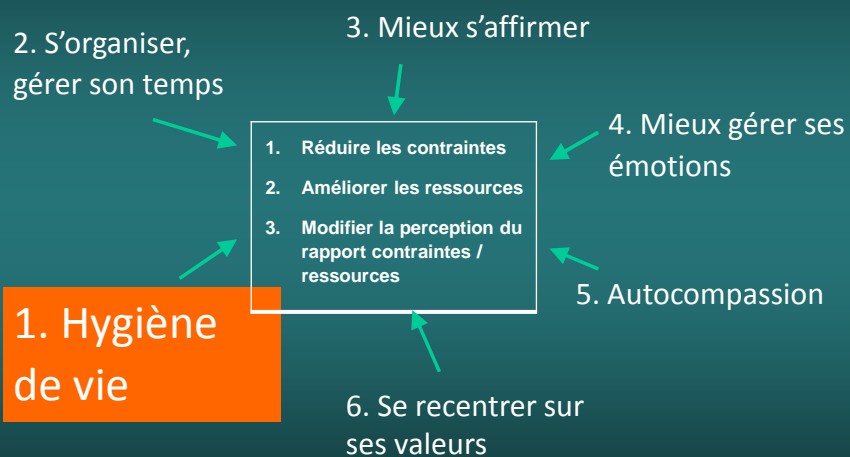 3. Mieux s’affirmer
2. S’organiser,
gérer son temps
4. Mieux gérer ses
émotions
1. Réduire les contraintes
2. Améliorer les ressources
3. Modifier la perception du
rapport contraintes /
ressources
5. Autocompassion
1. Hygiène
de vie
6. Se recentrer sur
ses valeurs